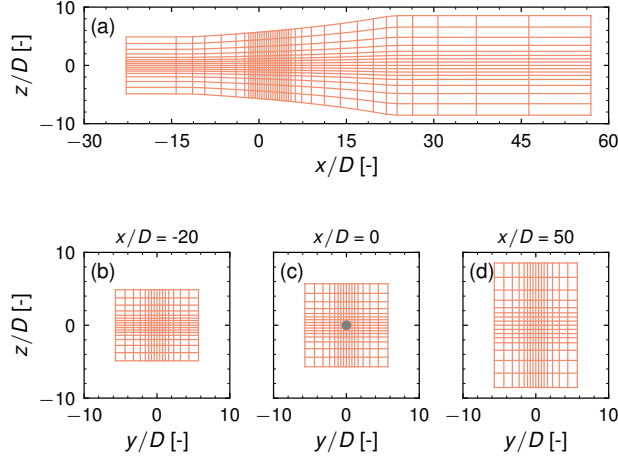 (a)
10
0
−10
z/D [-]
−30 −15 0 15 30 45 60
x/D [-]
x/D = -20 x/D = 0 x/D = 50
(b) (c) (d)
10
0
−10
z/D [-]
−10 0 10 −10 0 10 −10 0 10
y/D [-] y/D [-] y/D [-]